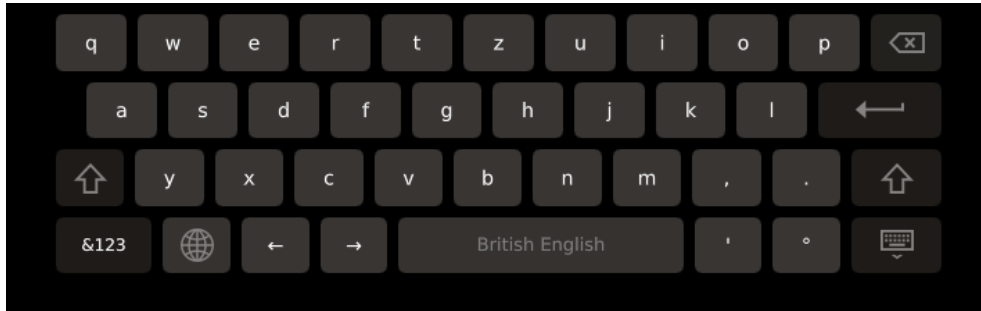 q w e r t z u i o p
a s d f g h j k l
y x c v b n m , .
&123 ← → British English ' °